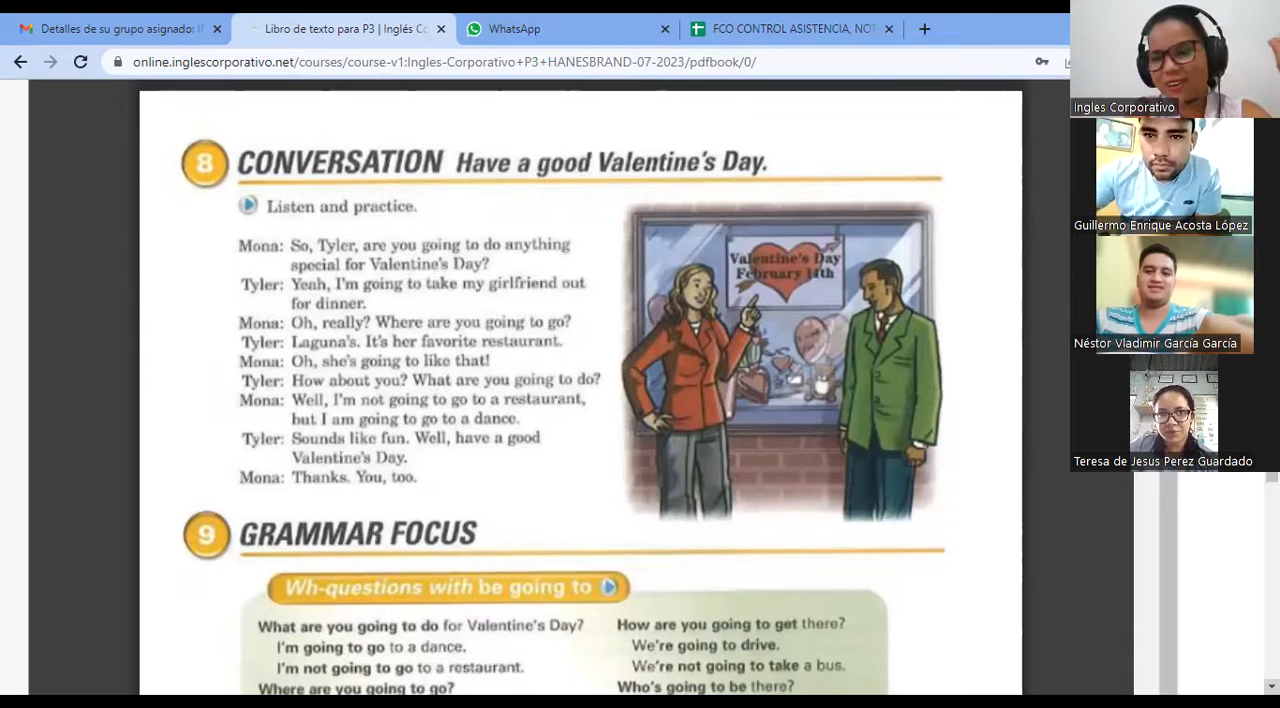 Detalles de su grupo asignado: I
Libro de texto para P3 | Inglés Co
WhatsApp
FCO CONTROL ASISTENCIA, NOT
online.inglescorporativo.net/courses/course-v1:Ingles-Corporativo+P3+HANESBRAND-07-2023/pdfbook/0/
8 CONVERSATION Have a good Valentine's Day.
Listen and practice.
Mona: So, Tyler, are you going to do anything
special for Valentine's Day?
Tyler: Yeah, I'm going to take my girlfriend out
for dinner.
Mona: Oh, really? Where are you going to go?
Tyler: Laguna's. It's her favorite restaurant.
Mona: Oh, she's going to like that!
Tyler: How about you? What are you going to do?
Mona: Well, I'm not going to go to a restaurant,
but I am going to go to a dance.
Tyler: Sounds like fun. Well, have a good
Valentine's Day.
Mona: Thanks. You, too.
Valentine's Day
February 14th
9 GRAMMAR FOCUS
Wh-questions with be going to
What are you going to do for Valentine's Day?
I'm going to go to a dance.
I'm not going to go to a restaurant.
Where are you going to go?
How are you going to get there?
We're going to drive.
We're not going to take a bus.
Who's going to be there?
Ingles Corporativo
Guillermo Enrique Acosta López
Néstor Vladimir García García
Teresa de Jesus Perez Guardado